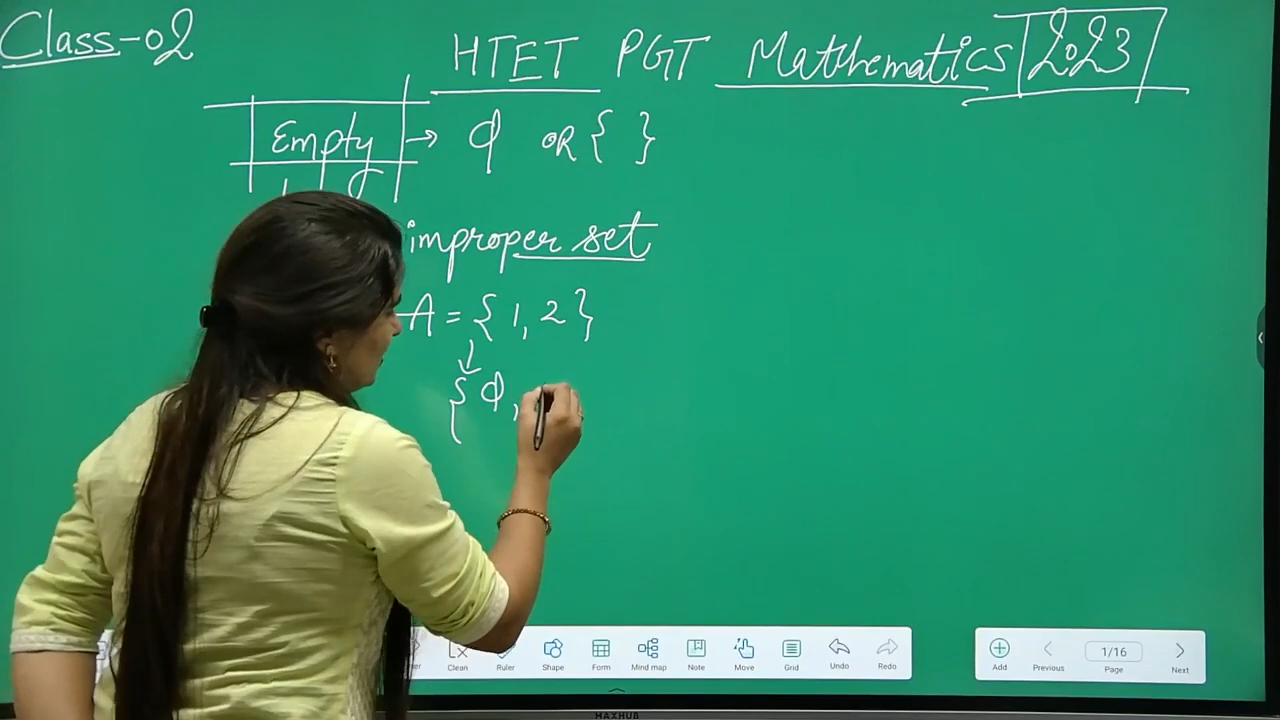 Class-02
HTET PGT Mathematics 2023
Empty → ϕ OR { }
improper set
A = {1, 2}
↓
{ϕ,
Clean Ruler Shape Form Mind map Note Move Grid Undo Redo
Add Previous 1/16 Page Next
MAXHUB